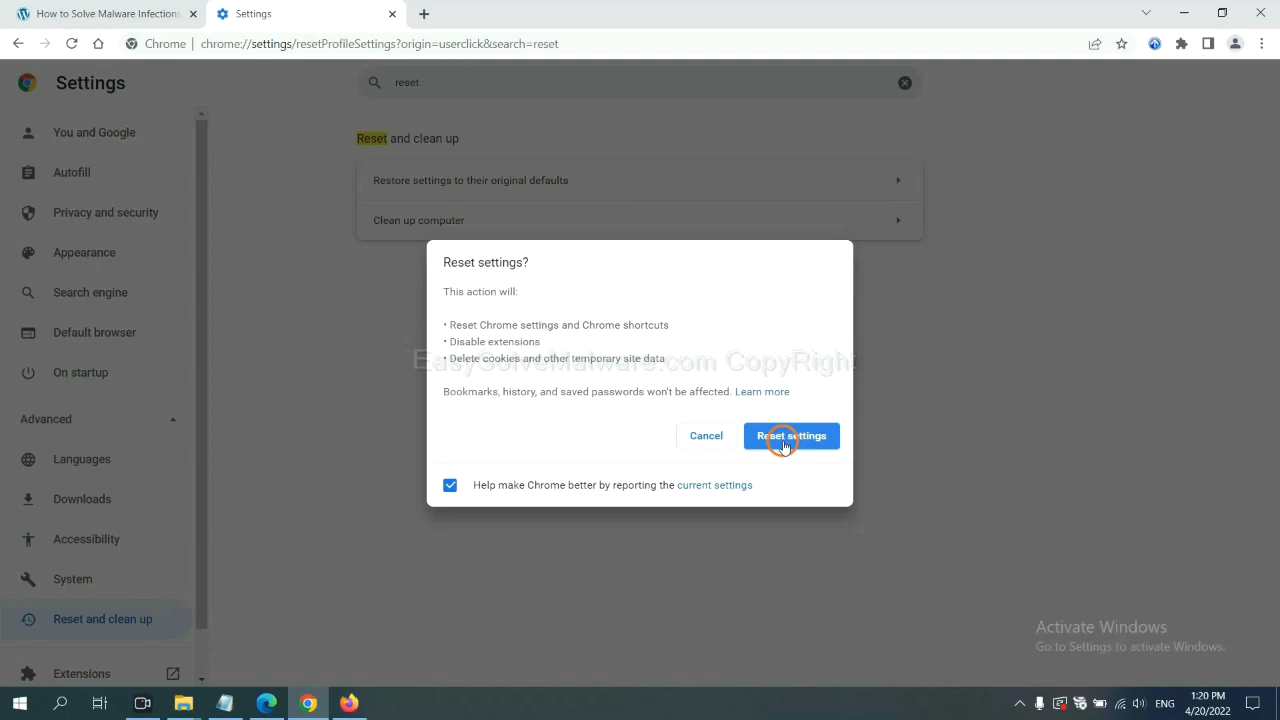 How to Solve Malware Infections
Settings
Chrome | chrome://settings/resetProfileSettings?origin=userclick&search=reset
Settings
reset
You and Google
Autofill
Privacy and security
Appearance
Search engine
Default browser
On startup
Advanced
Languages
Downloads
Accessibility
System
Reset and clean up
Extensions
Reset and clean up
Restore settings to their original defaults
Clean up computer
Reset settings?
This action will:
• Reset Chrome settings and Chrome shortcuts
• Disable extensions
• Delete cookies and other temporary site data
EasySolveMalware.com CopyRight
Bookmarks, history, and saved passwords won't be affected. Learn more
Cancel
Reset settings
Help make Chrome better by reporting the current settings
Activate Windows
Go to Settings to activate Windows.
ENG
1:20 PM
4/20/2022